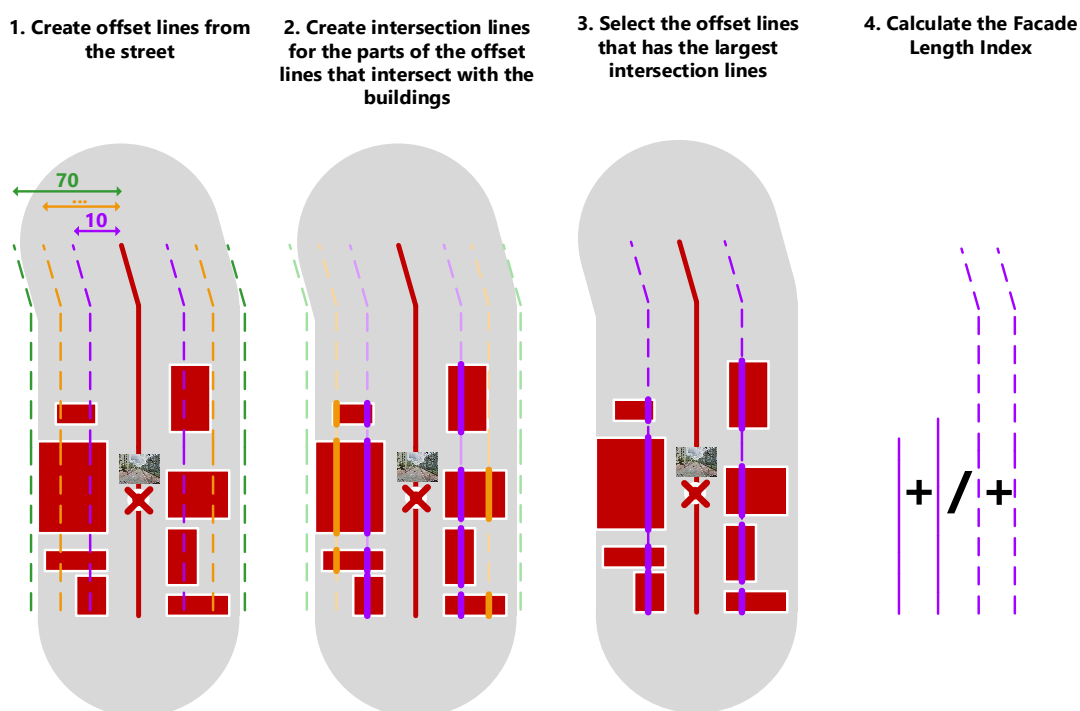 1. Create offset lines from
the street
2. Create intersection lines
for the parts of the offset
lines that intersect with the
buildings
3. Select the offset lines
that has the largest
intersection lines
4. Calculate the Facade
Length Index
70
...
10
+ / +